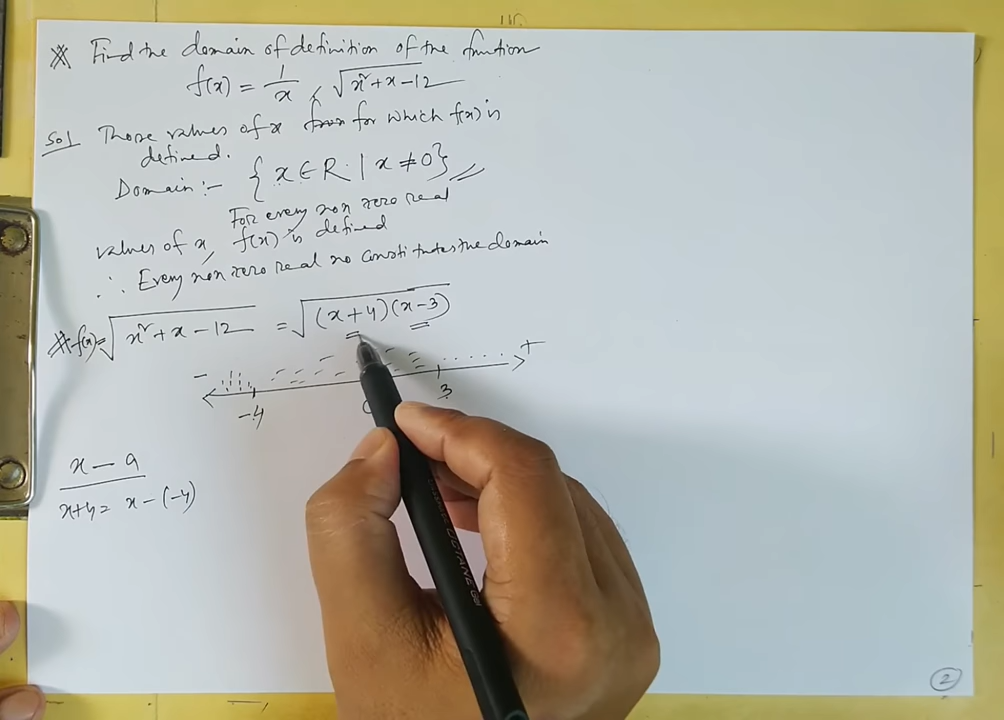 * Find the domain of definition of the function
f(x) = 1/x , √x²+x-12
Sol Those values of x for which f(x) is
defined.
Domain:- { x ∈ R | x ≠ 0 }
For every non zero real
values of x, f(x) is defined
∴ Every non zero real no constitutes the domain
* f(x)= √x²+x-12 = √(x+4)(x-3)
- +
-4 0 3
x - a
x+4 = x-(-4)
2